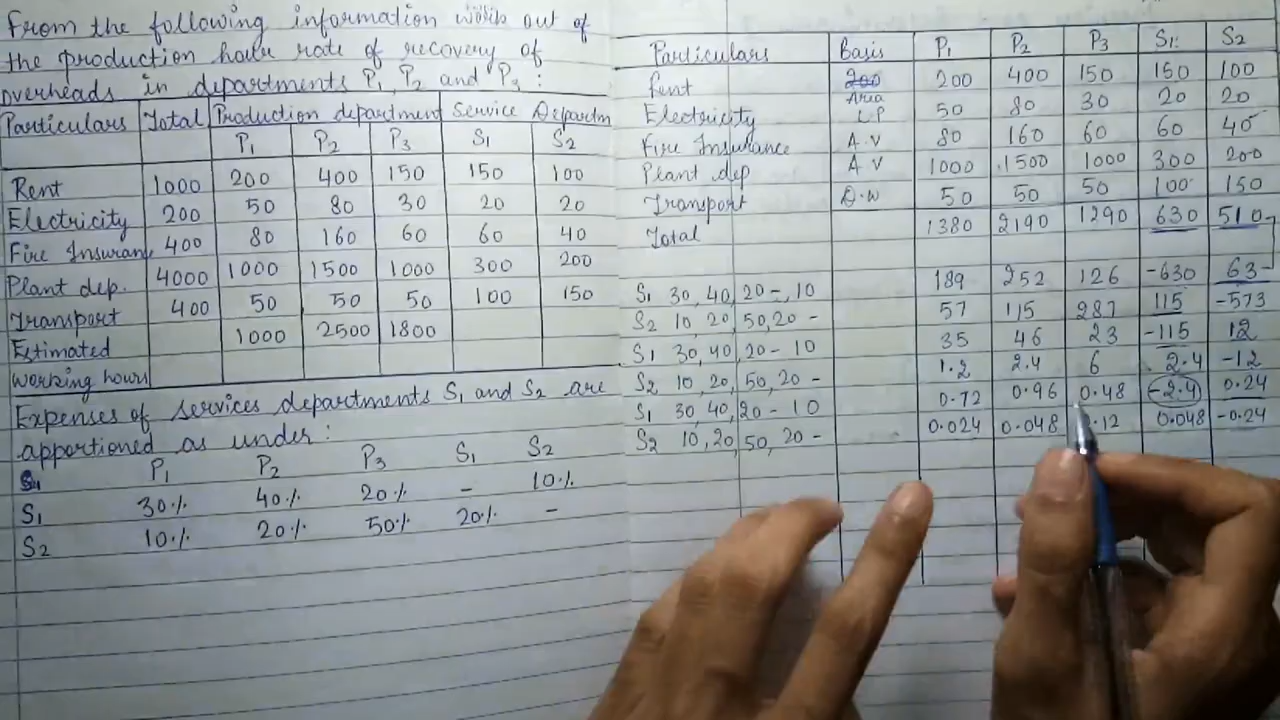 From the following information work out of
the production hour rate of recovery of
overheads in departments P1, P2 and P3 :
Particulars Total Production department Service Departm
P1 P2 P3 S1 S2
Rent 1000 200 400 150 150 100
Electricity 200 50 80 30 20 20
Fire Insuranc 400 80 160 60 60 40
Plant dep. 4000 1000 1500 1000 300 200
Transport 400 50 50 50 100 150
Estimated 1000 2500 1800
working hours
Expenses of services departments S1 and S2 are
apportioned as under :
P1 P2 P3 S1 S2
S1 30% 40% 20% - 10%
S2 10% 20% 50% 20% -
Particulars Basis P1 P2 P3 S1 S2
Rent Aria 200 400 150 150 100
Electricity L P 50 80 30 20 20
Fire Insurance A.V 80 160 60 60 40
Plant dep A V 1000 1500 1000 300 200
Transport D.W 50 50 50 100 150
Total 1380 2190 1290 630 510
S1 30, 40, 20 -, 10 189 252 126 -630 63
S2 10, 20, 50, 20 - 57 115 287 115 -573
S1 30, 40, 20 - 10 35 46 23 -115 12
S2 10, 20, 50, 20 - 1.2 2.4 6 2.4 -12
S1 30, 40, 20 - 10 0.72 0.96 0.48 -2.4 0.24
S2 10, 20, 50, 20 - 0.024 0.048 .12 0.048 -0.24